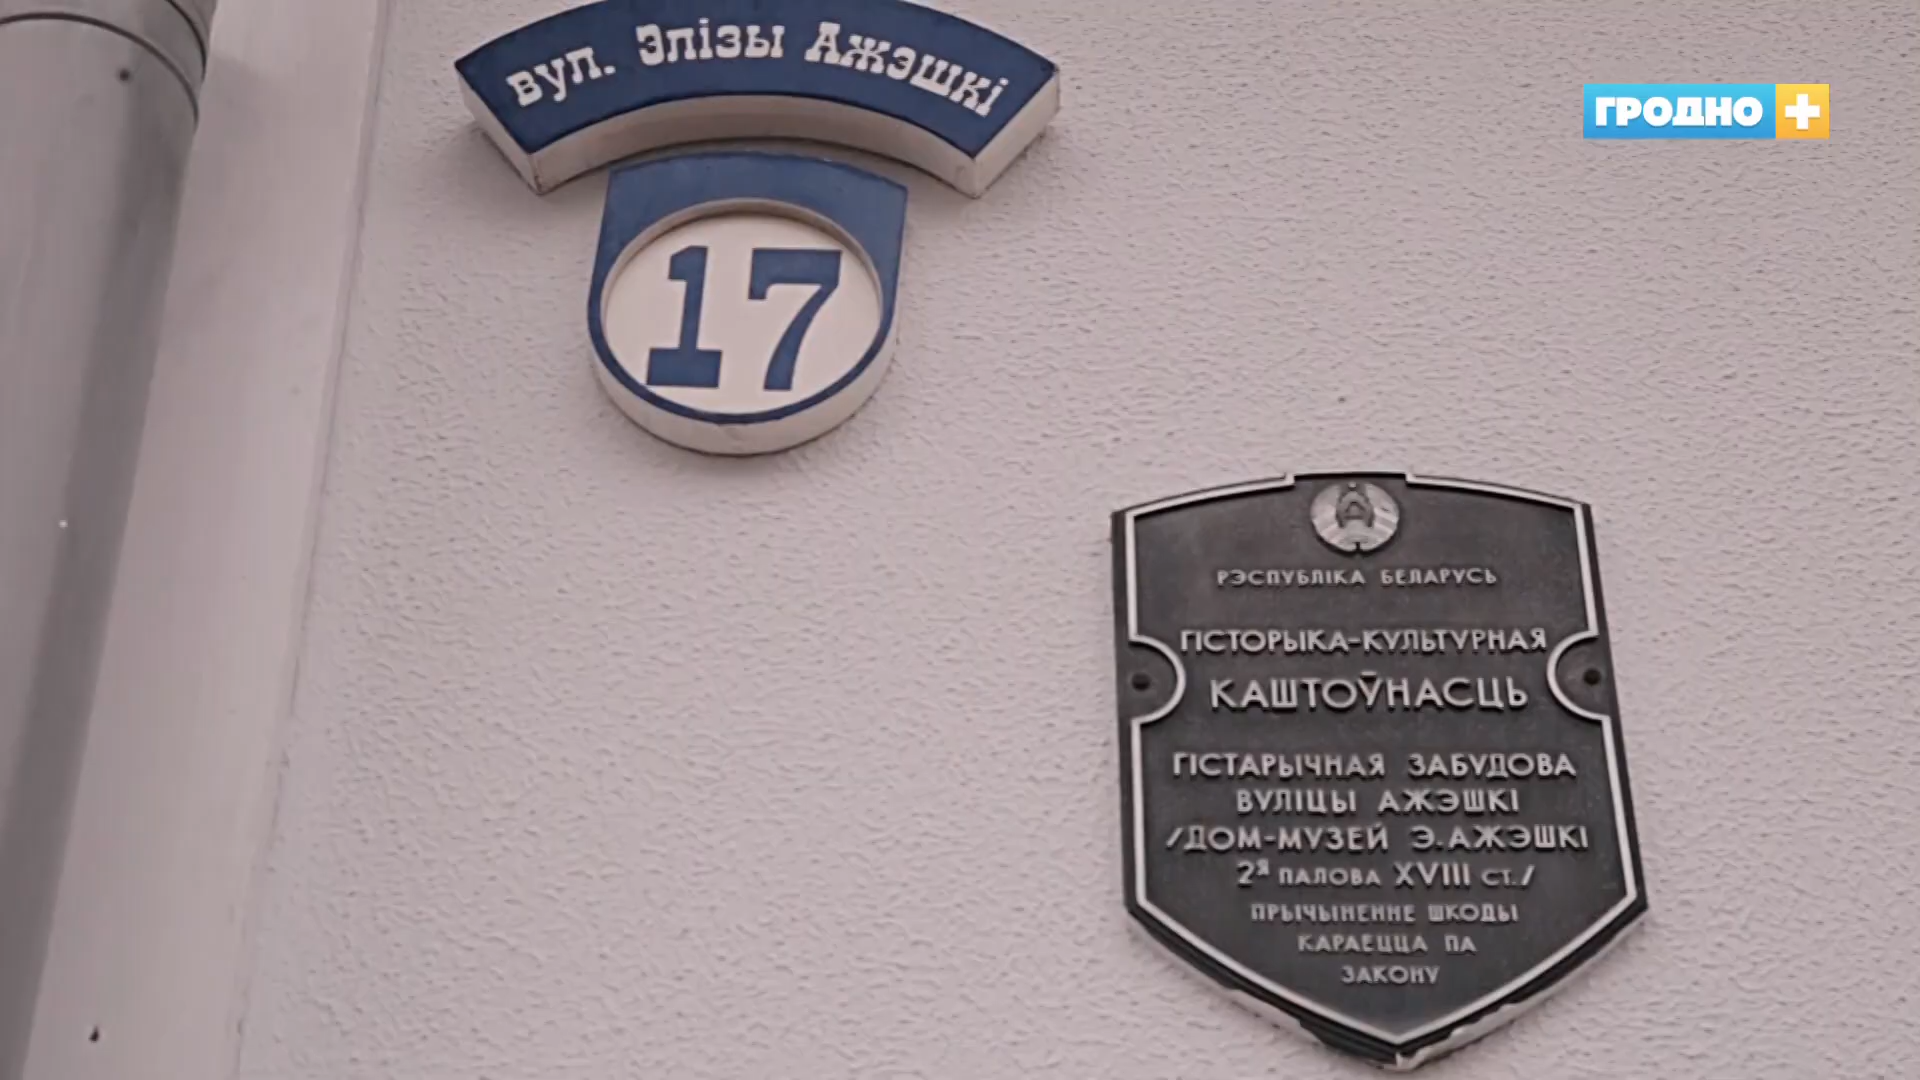 вул. Элізы Ажэшкі
17
ГРОДНО +
РЭСПУБЛІКА БЕЛАРУСЬ
ГІСТОРЫКА-КУЛЬТУРНАЯ
КАШТОЎНАСЦЬ
ГІСТАРЫЧНАЯ ЗАБУДОВА
ВУЛІЦЫ АЖЭШКІ
/ДОМ-МУЗЕЙ Э.АЖЭШКІ
2Я ПАЛОВА XVIII СТ./
ПРЫЧЫНЕННЕ ШКОДЫ
КАРАЕЦЦА ПА
ЗАКОНУ